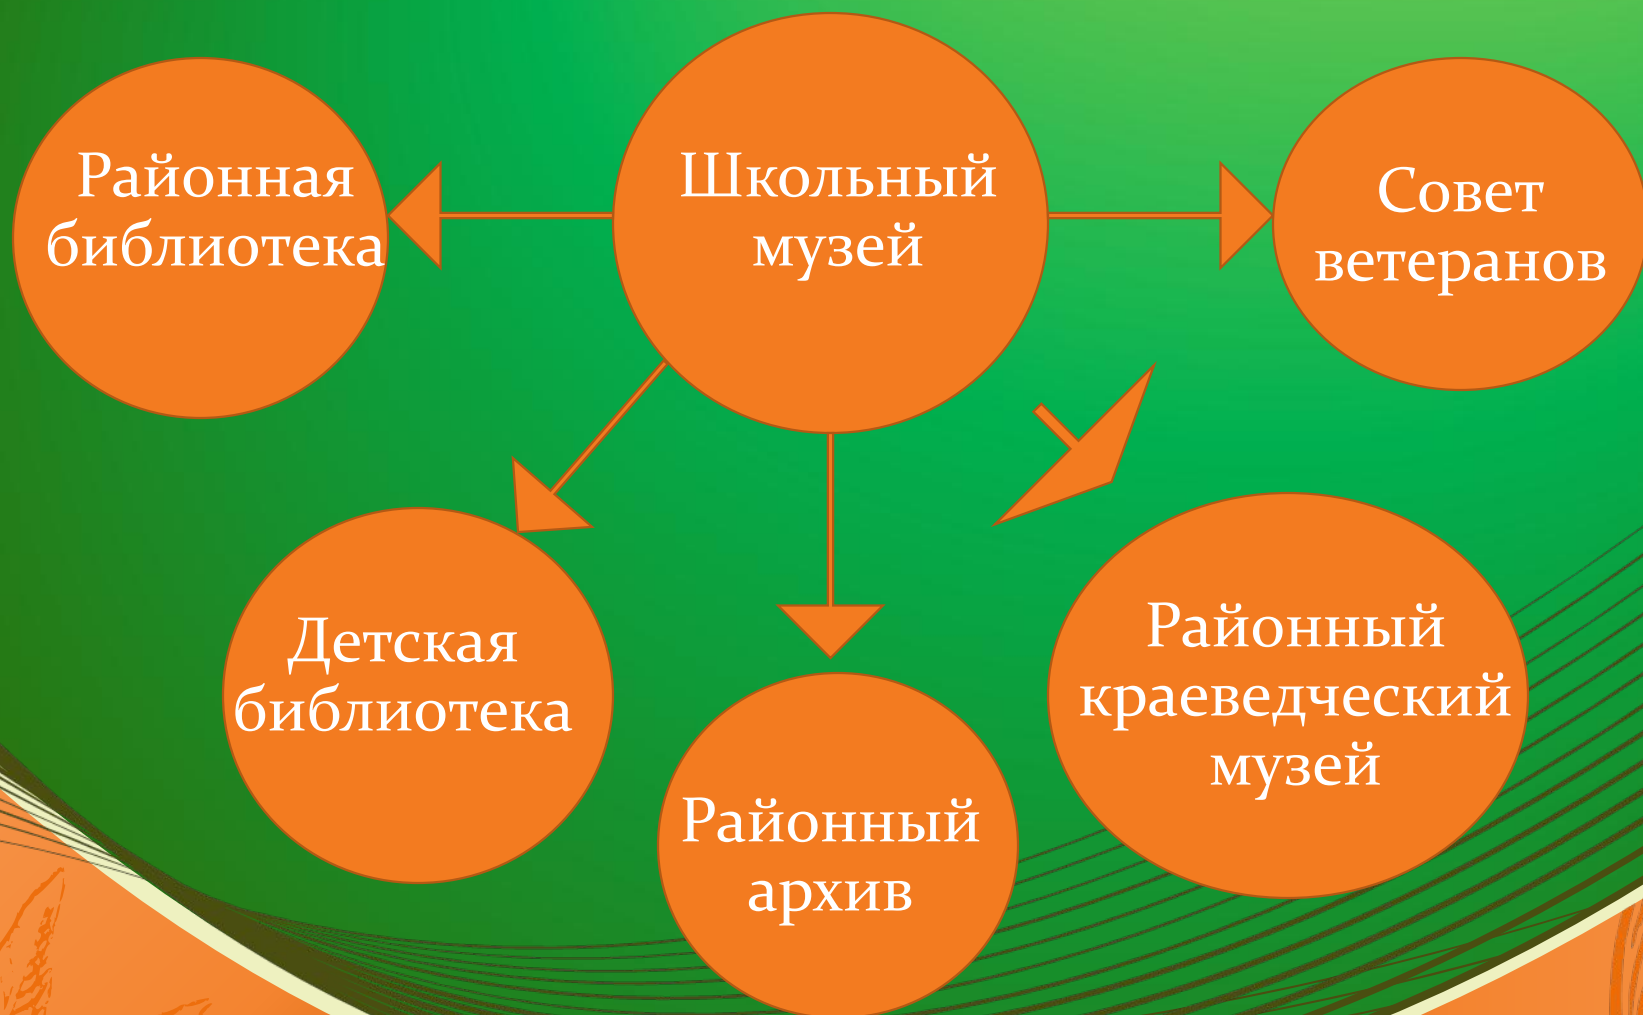 Районная
библиотека
Школьный
музей
Совет
ветеранов
Детская
библиотека
Районный
архив
Районный
краеведческий
музей